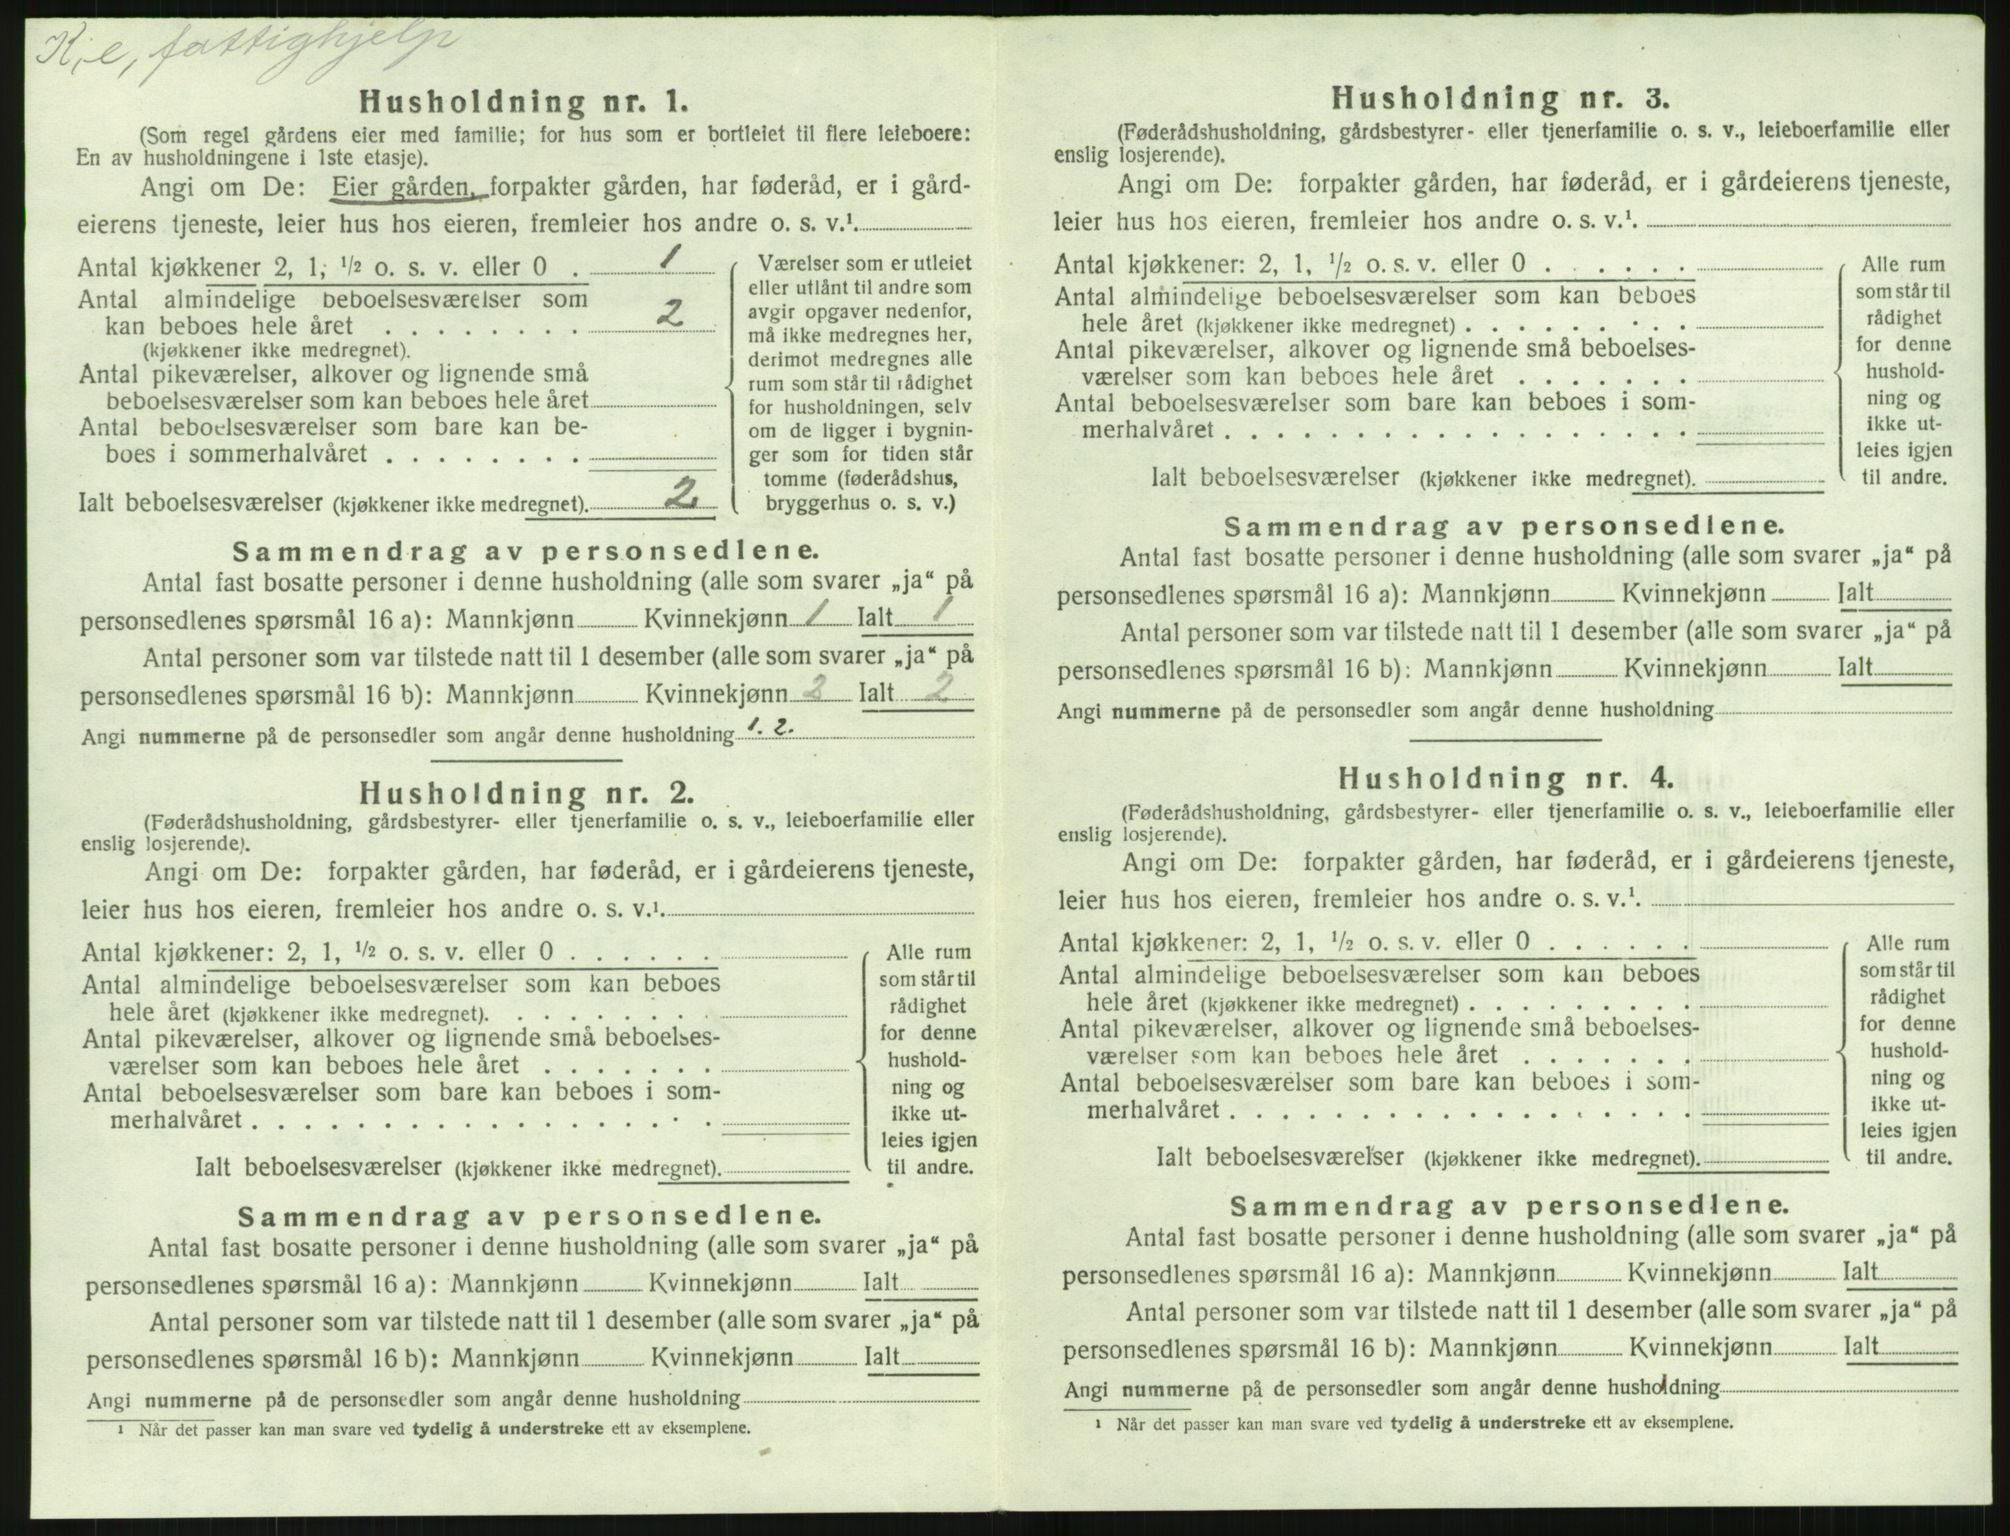 K, e, fattighjelp
Husholdning nr. 1.
(Som regel gårdens eier med familie; for hus som er bortleiet til flere leieboere:
En av husholdningene i 1ste etasje).
Angi om De: Eier gården, forpakter gården, har føderåd, er i gård-
eierens tjeneste, leier hus hos eieren, fremleier hos andre o. s. v.¹.
Antal kjøkkener 2, 1, ½ o. s. v. eller 0 . 1
Antal almindelige beboelsesværelser som
kan beboes hele året . . . . . . . . 2
(kjøkkener ikke medregnet).
Antal pikeværelser, alkover og lignende små
beboelsesværelser som kan beboes hele året
Antal beboelsesværelser som bare kan be-
boes i sommerhalvåret . . . . . . . .
Ialt beboelsesværelser (kjøkkener ikke medregnet). 2
Værelser som er utleiet
eller utlånt til andre som
avgir opgaver nedenfor,
må ikke medregnes her,
derimot medregnes alle
rum som står til rådighet
for husholdningen, selv
om de ligger i bygnin-
ger som for tiden står
tomme (føderådshus,
bryggerhus o. s. v.)
Sammendrag av personsedlene.
Antal fast bosatte personer i denne husholdning (alle som svarer „ja“ på
personsedlenes spørsmål 16 a): Mannkjønn Kvinnekjønn 1 Ialt 1
Antal personer som var tilstede natt til 1 desember (alle som svarer „ja“ på
personsedlenes spørsmål 16 b): Mannkjønn Kvinnekjønn 2 Ialt 2
Angi nummerne på de personsedler som angår denne husholdning 1. 2.
Husholdning nr. 2.
(Føderådshusholdning, gårdsbestyrer- eller tjenerfamilie o. s. v., leieboerfamilie eller
enslig losjerende).
Angi om De: forpakter gården, har føderåd, er i gårdeierens tjeneste,
leier hus hos eieren, fremleier hos andre o. s. v.¹.
Antal kjøkkener: 2, 1, ½ o. s. v. eller 0 . . . . . .
Antal almindelige beboelsesværelser som kan beboes
hele året (kjøkkener ikke medregnet). . . . . . . . .
Antal pikeværelser, alkover og lignende små beboelses-
værelser som kan beboes hele året . . . . . . .
Antal beboelsesværelser som bare kan beboes i som-
merhalvåret . . . . . . . . . . . . . . . . . .
Ialt beboelsesværelser (kjøkkener ikke medregnet).
Alle rum
som står til
rådighet
for denne
hushold-
ning og
ikke ut-
leies igjen
til andre.
Sammendrag av personsedlene.
Antal fast bosatte personer i denne husholdning (alle som svarer „ja“ på
personsedlenes spørsmål 16 a): Mannkjønn Kvinnekjønn Ialt
Antal personer som var tilstede natt til 1 desember (alle som svarer „ja“ på
personsedlenes spørsmål 16 b): Mannkjønn Kvinnekjønn Ialt
Angi nummerne på de personsedler som angår denne husholdning
¹ Når det passer kan man svare ved tydelig å understreke ett av eksemplene.
Husholdning nr. 3.
(Føderådshusholdning, gårdsbestyrer- eller tjenerfamilie o. s. v., leieboerfamilie eller
enslig losjerende).
Angi om De: forpakter gården, har føderåd, er i gårdeierens tjeneste,
leier hus hos eieren, fremleier hos andre o. s. v.¹.
Antal kjøkkener: 2, 1, ½ o. s. v. eller 0 . . . . . .
Antal almindelige beboelsesværelser som kan beboes
hele året (kjøkkener ikke medregnet) . . . . . . . . .
Antal pikeværelser, alkover og lignende små beboelses-
værelser som kan beboes hele året . . . . . . .
Antal beboelsesværelser som bare kan beboes i som-
merhalvåret . . . . . . . . . . . . . . . . . .
Ialt beboelsesværelser (kjøkkener ikke medregnet).
Alle rum
som står til
rådighet
for denne
hushold-
ning og
ikke ut-
leies igjen
til andre.
Sammendrag av personsedlene.
Antal fast bosatte personer i denne husholdning (alle som svarer „ja“ på
personsedlenes spørsmål 16 a): Mannkjønn Kvinnekjønn Ialt
Antal personer som var tilstede natt til 1 desember (alle som svarer „ja“ på
personsedlenes spørsmål 16 b): Mannkjønn Kvinnekjønn Ialt
Angi nummerne på de personsedler som angår denne husholdning
Husholdning nr. 4.
(Føderådshusholdning, gårdsbestyrer- eller tjenerfamilie o. s. v., leieboerfamilie eller
enslig losjerende).
Angi om De: forpakter gården, har føderåd, er i gårdeierens tjeneste,
leier hus hos eieren, fremleier hos andre o. s. v.¹.
Antal kjøkkener: 2, 1, ½ o. s. v. eller 0 . . . . . .
Antal almindelige beboelsesværelser som kan beboes
hele året (kjøkkener ikke medregnet) . . . . . . . . .
Antal pikeværelser, alkover og lignende små beboelses-
værelser som kan beboes hele året . . . . . . .
Antal beboelsesværelser som bare kan beboes i som-
merhalvåret . . . . . . . . . . . . . . . . . .
Ialt beboelsesværelser (kjøkkener ikke medregnet).
Alle rum
som står til
rådighet
for denne
hushold-
ning og
ikke ut-
leies igjen
til andre.
Sammendrag av personsedlene.
Antal fast bosatte personer i denne husholdning (alle som svarer „ja“ på
personsedlenes spørsmål 16 a): Mannkjønn Kvinnekjønn Ialt
Antal personer som var tilstede natt til 1 desember (alle som svarer „ja“ på
personsedlenes spørsmål 16 b): Mannkjønn Kvinnekjønn Ialt
Angi nummerne på de personsedler som angår denne husholdning
¹ Når det passer kan man svare ved tydelig å understreke ett av eksemplene.